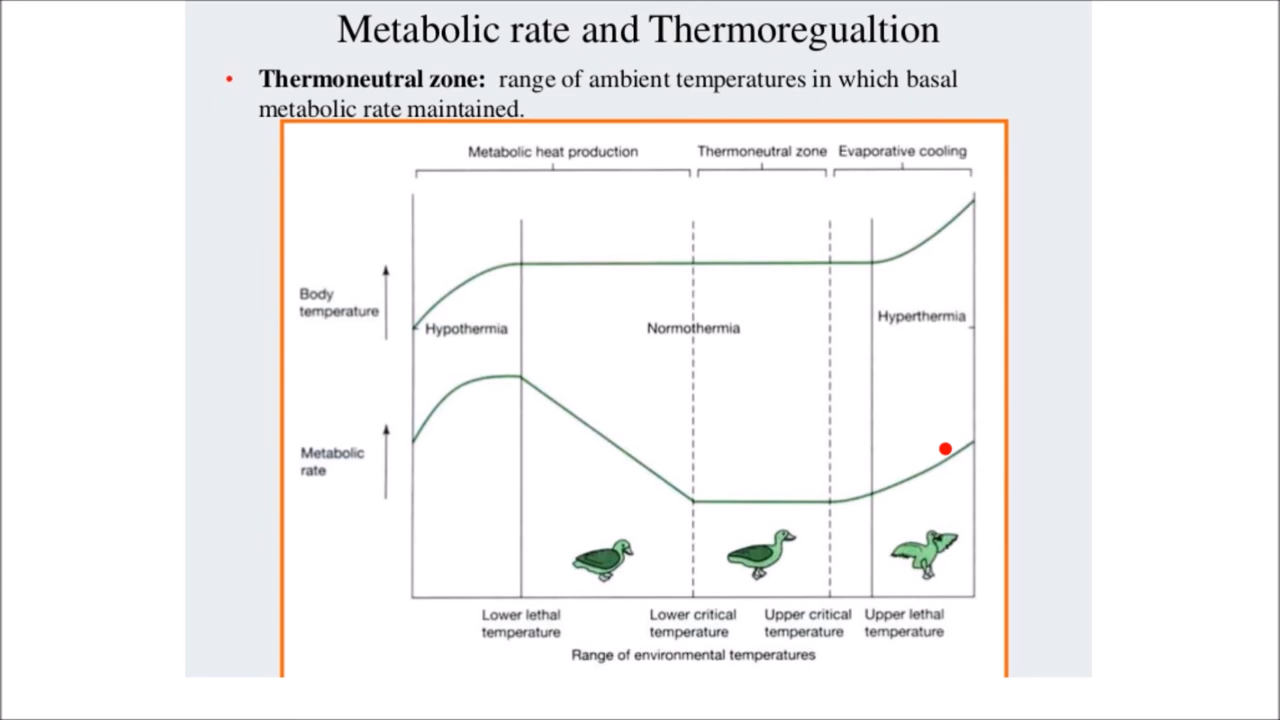 Metabolic rate and Thermoregualtion
• Thermoneutral zone: range of ambient temperatures in which basal
metabolic rate maintained.
Metabolic heat production Thermoneutral zone Evaporative cooling
Body
temperature
Hypothermia Normothermia Hyperthermia
Metabolic
rate
Lower lethal
temperature
Lower critical
temperature
Upper critical
temperature
Upper lethal
temperature
Range of environmental temperatures